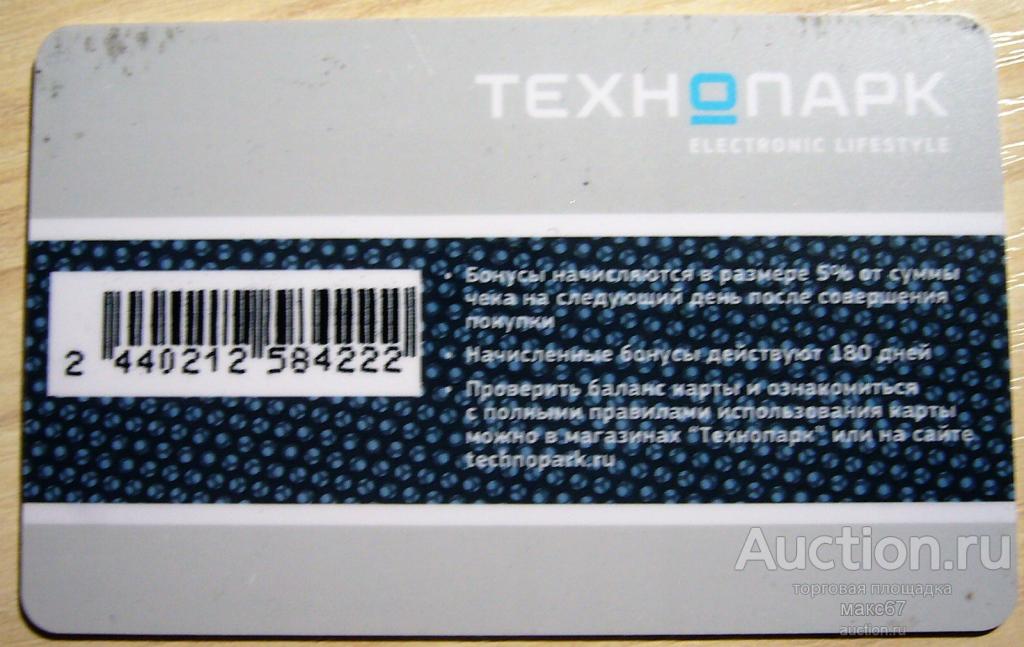 ТЕХНОПАРК
ELECTRONIC LIFESTYLE
• Бонусы начисляются в размере 5% от суммы
чека на следующий день после совершения
покупки
• Начисленные бонусы действуют 180 дней
• Проверить баланс карты и ознакомиться
с полными правилами использования карты
можно в магазинах "Технопарк" или на сайте
technopark.ru
2 440212 584222
Auction.ru
торговая площадка
макс67
auction.ru